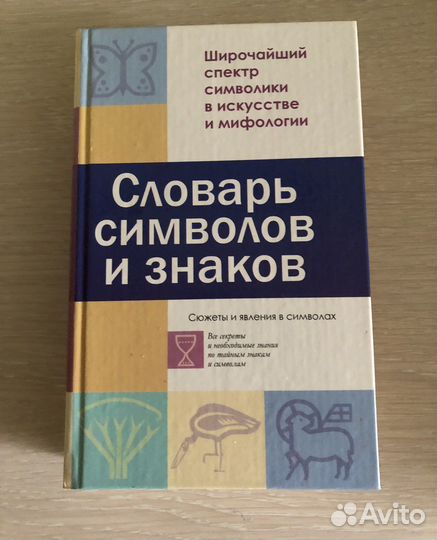 Широчайший
спектр
символики
в искусстве
и мифологии
Словарь
символов
и знаков
Сюжеты и явления в символах
Все секреты
и необходимые знания
по тайным знакам
и символам
Avito